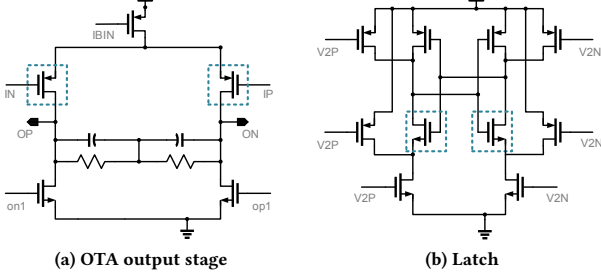 IBIN
IN
IP
OP
ON
on1
op1
(a) OTA output stage
V2P
V2N
V2P
V2N
V2P
V2N
(b) Latch